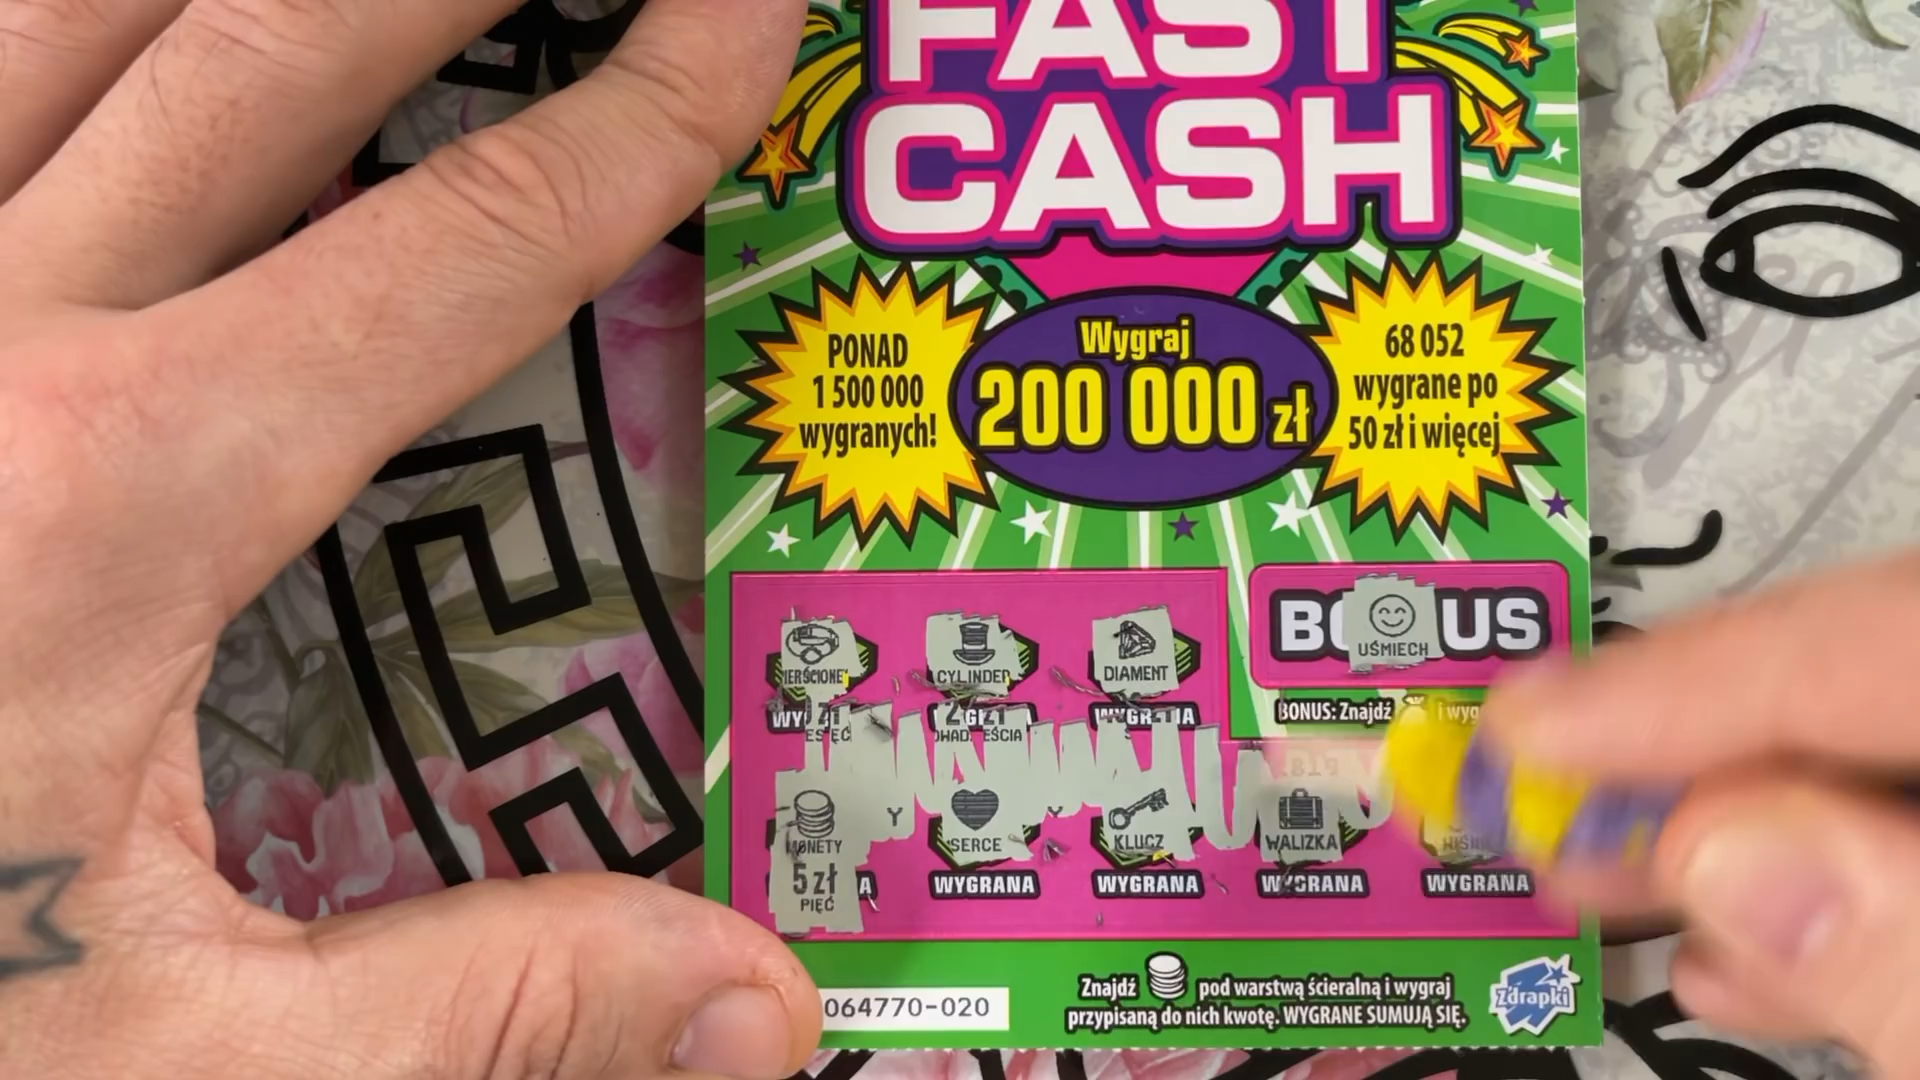 FAST
CASH
PONAD
1 500 000
wygranych!
Wygraj
200 000 zł
68 052
wygrane po
50 zł i więcej
CYLINDER
DIAMENT
UŚMIECH
BONUS: Znajdź i wyg
MONETY
SERCE
KLUCZ
WALIZKA
5 zł
PIĘĆ
WYGRANA
WYGRANA
WYGRANA
WYGRANA
064770-020
Znajdź pod warstwą ścieralną i wygraj
przypisaną do nich kwotę. WYGRANE SUMUJĄ SIĘ.
Zdrapki